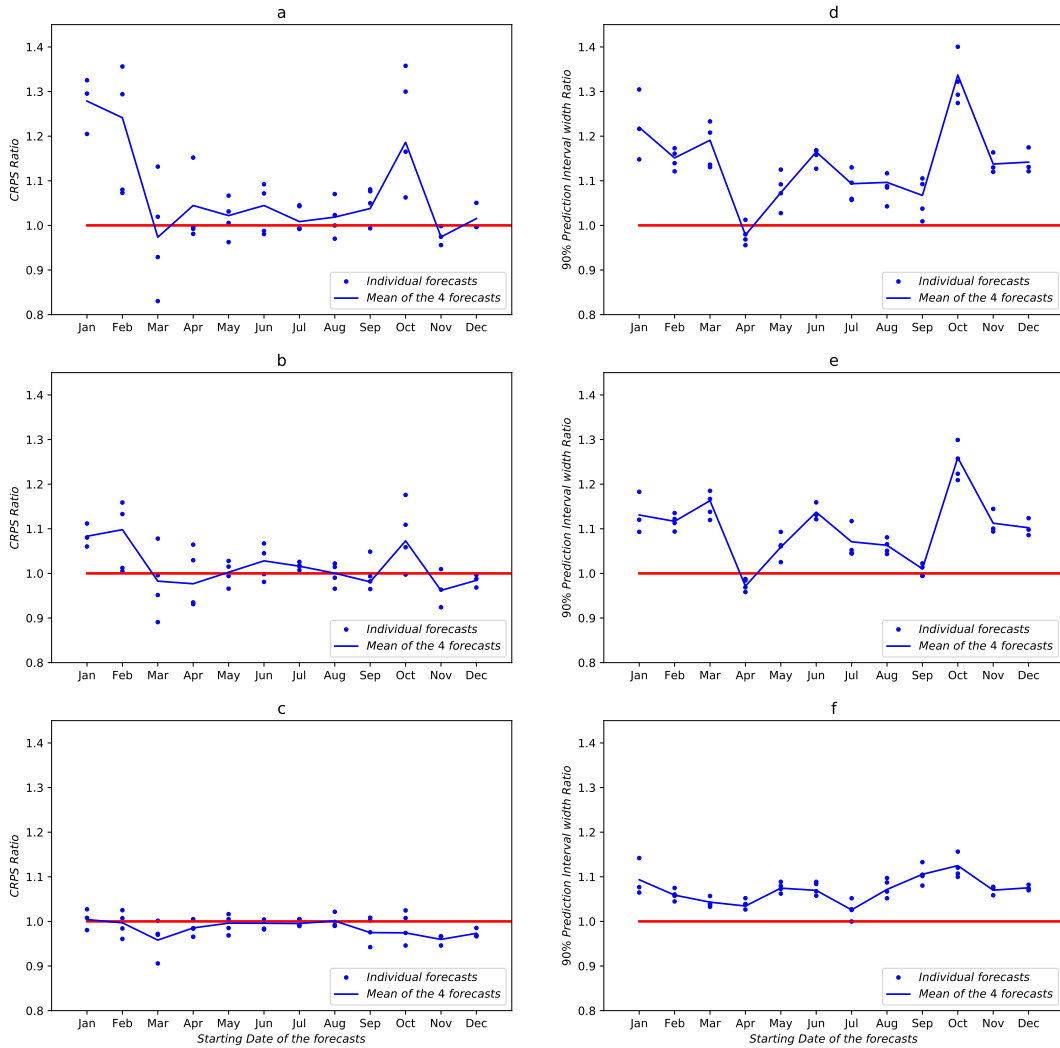 a
CRPS Ratio
1.4
1.3
1.2
1.1
1.0
0.9
0.8
Jan Feb Mar Apr May Jun Jul Aug Sep Oct Nov Dec
Individual forecasts
Mean of the 4 forecasts
d
90% Prediction Interval width Ratio
1.4
1.3
1.2
1.1
1.0
0.9
0.8
Jan Feb Mar Apr May Jun Jul Aug Sep Oct Nov Dec
Individual forecasts
Mean of the 4 forecasts
b
CRPS Ratio
1.4
1.3
1.2
1.1
1.0
0.9
0.8
Jan Feb Mar Apr May Jun Jul Aug Sep Oct Nov Dec
Individual forecasts
Mean of the 4 forecasts
e
90% Prediction Interval width Ratio
1.4
1.3
1.2
1.1
1.0
0.9
0.8
Jan Feb Mar Apr May Jun Jul Aug Sep Oct Nov Dec
Individual forecasts
Mean of the 4 forecasts
c
CRPS Ratio
1.4
1.3
1.2
1.1
1.0
0.9
0.8
Jan Feb Mar Apr May Jun Jul Aug Sep Oct Nov Dec
Individual forecasts
Mean of the 4 forecasts
Starting Date of the forecasts
f
90% Prediction Interval width Ratio
1.4
1.3
1.2
1.1
1.0
0.9
0.8
Jan Feb Mar Apr May Jun Jul Aug Sep Oct Nov Dec
Individual forecasts
Mean of the 4 forecasts
Starting Date of the forecasts